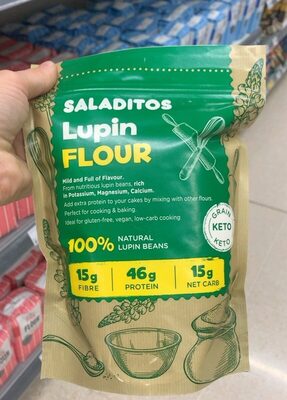 SALADITOS
Lupin
FLOUR
Mild and Full of Flavour.
From nutritious lupin beans, rich
in Potassium, Magnesium, Calcium.
Add extra protein to your cakes by mixing with other flours.
Perfect for cooking & baking.
Ideal for gluten-free, vegan, low-carb cooking
GRAIN
KETO
KETO
100% NATURAL
LUPIN BEANS
15g 46g 15g
FIBRE PROTEIN NET CARB
FLOUR